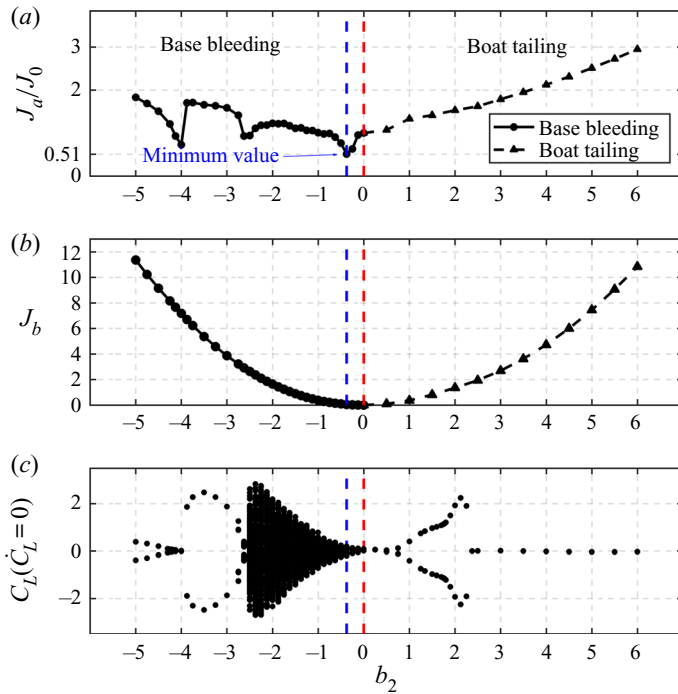 (a)
Base bleeding
Boat tailing
3
2
0.51
0
J_a/J_0
Minimum value
Base bleeding
Boat tailing
−5 −4 −3 −2 −1 0 1 2 3 4 5 6
(b)
12
10
8
6
4
2
0
J_b
−5 −4 −3 −2 −1 0 1 2 3 4 5 6
(c)
2
0
−2
C_L(Ċ_L = 0)
−5 −4 −3 −2 −1 0 1 2 3 4 5 6
b_2